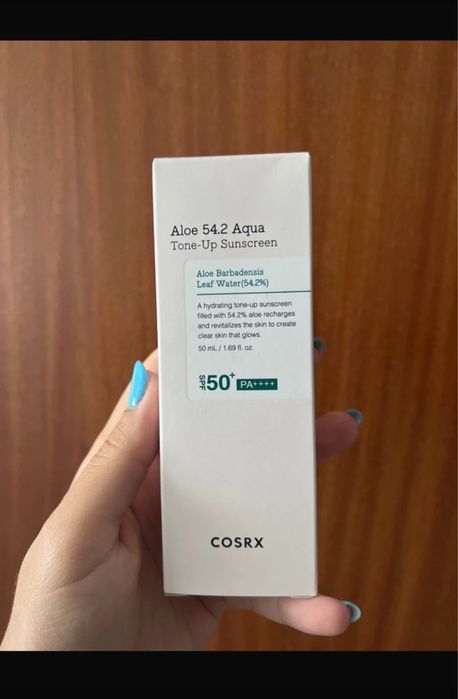 Aloe 54.2 Aqua
Tone-Up Sunscreen
Aloe Barbadensis
Leaf Water(54.2%)
A hydrating tone-up sunscreen
filled with 54.2% aloe recharges
and revitalizes the skin to create
clear skin that glows.
50 mL / 1.69 fl. oz.
SPF 50+ PA++++
COSRX